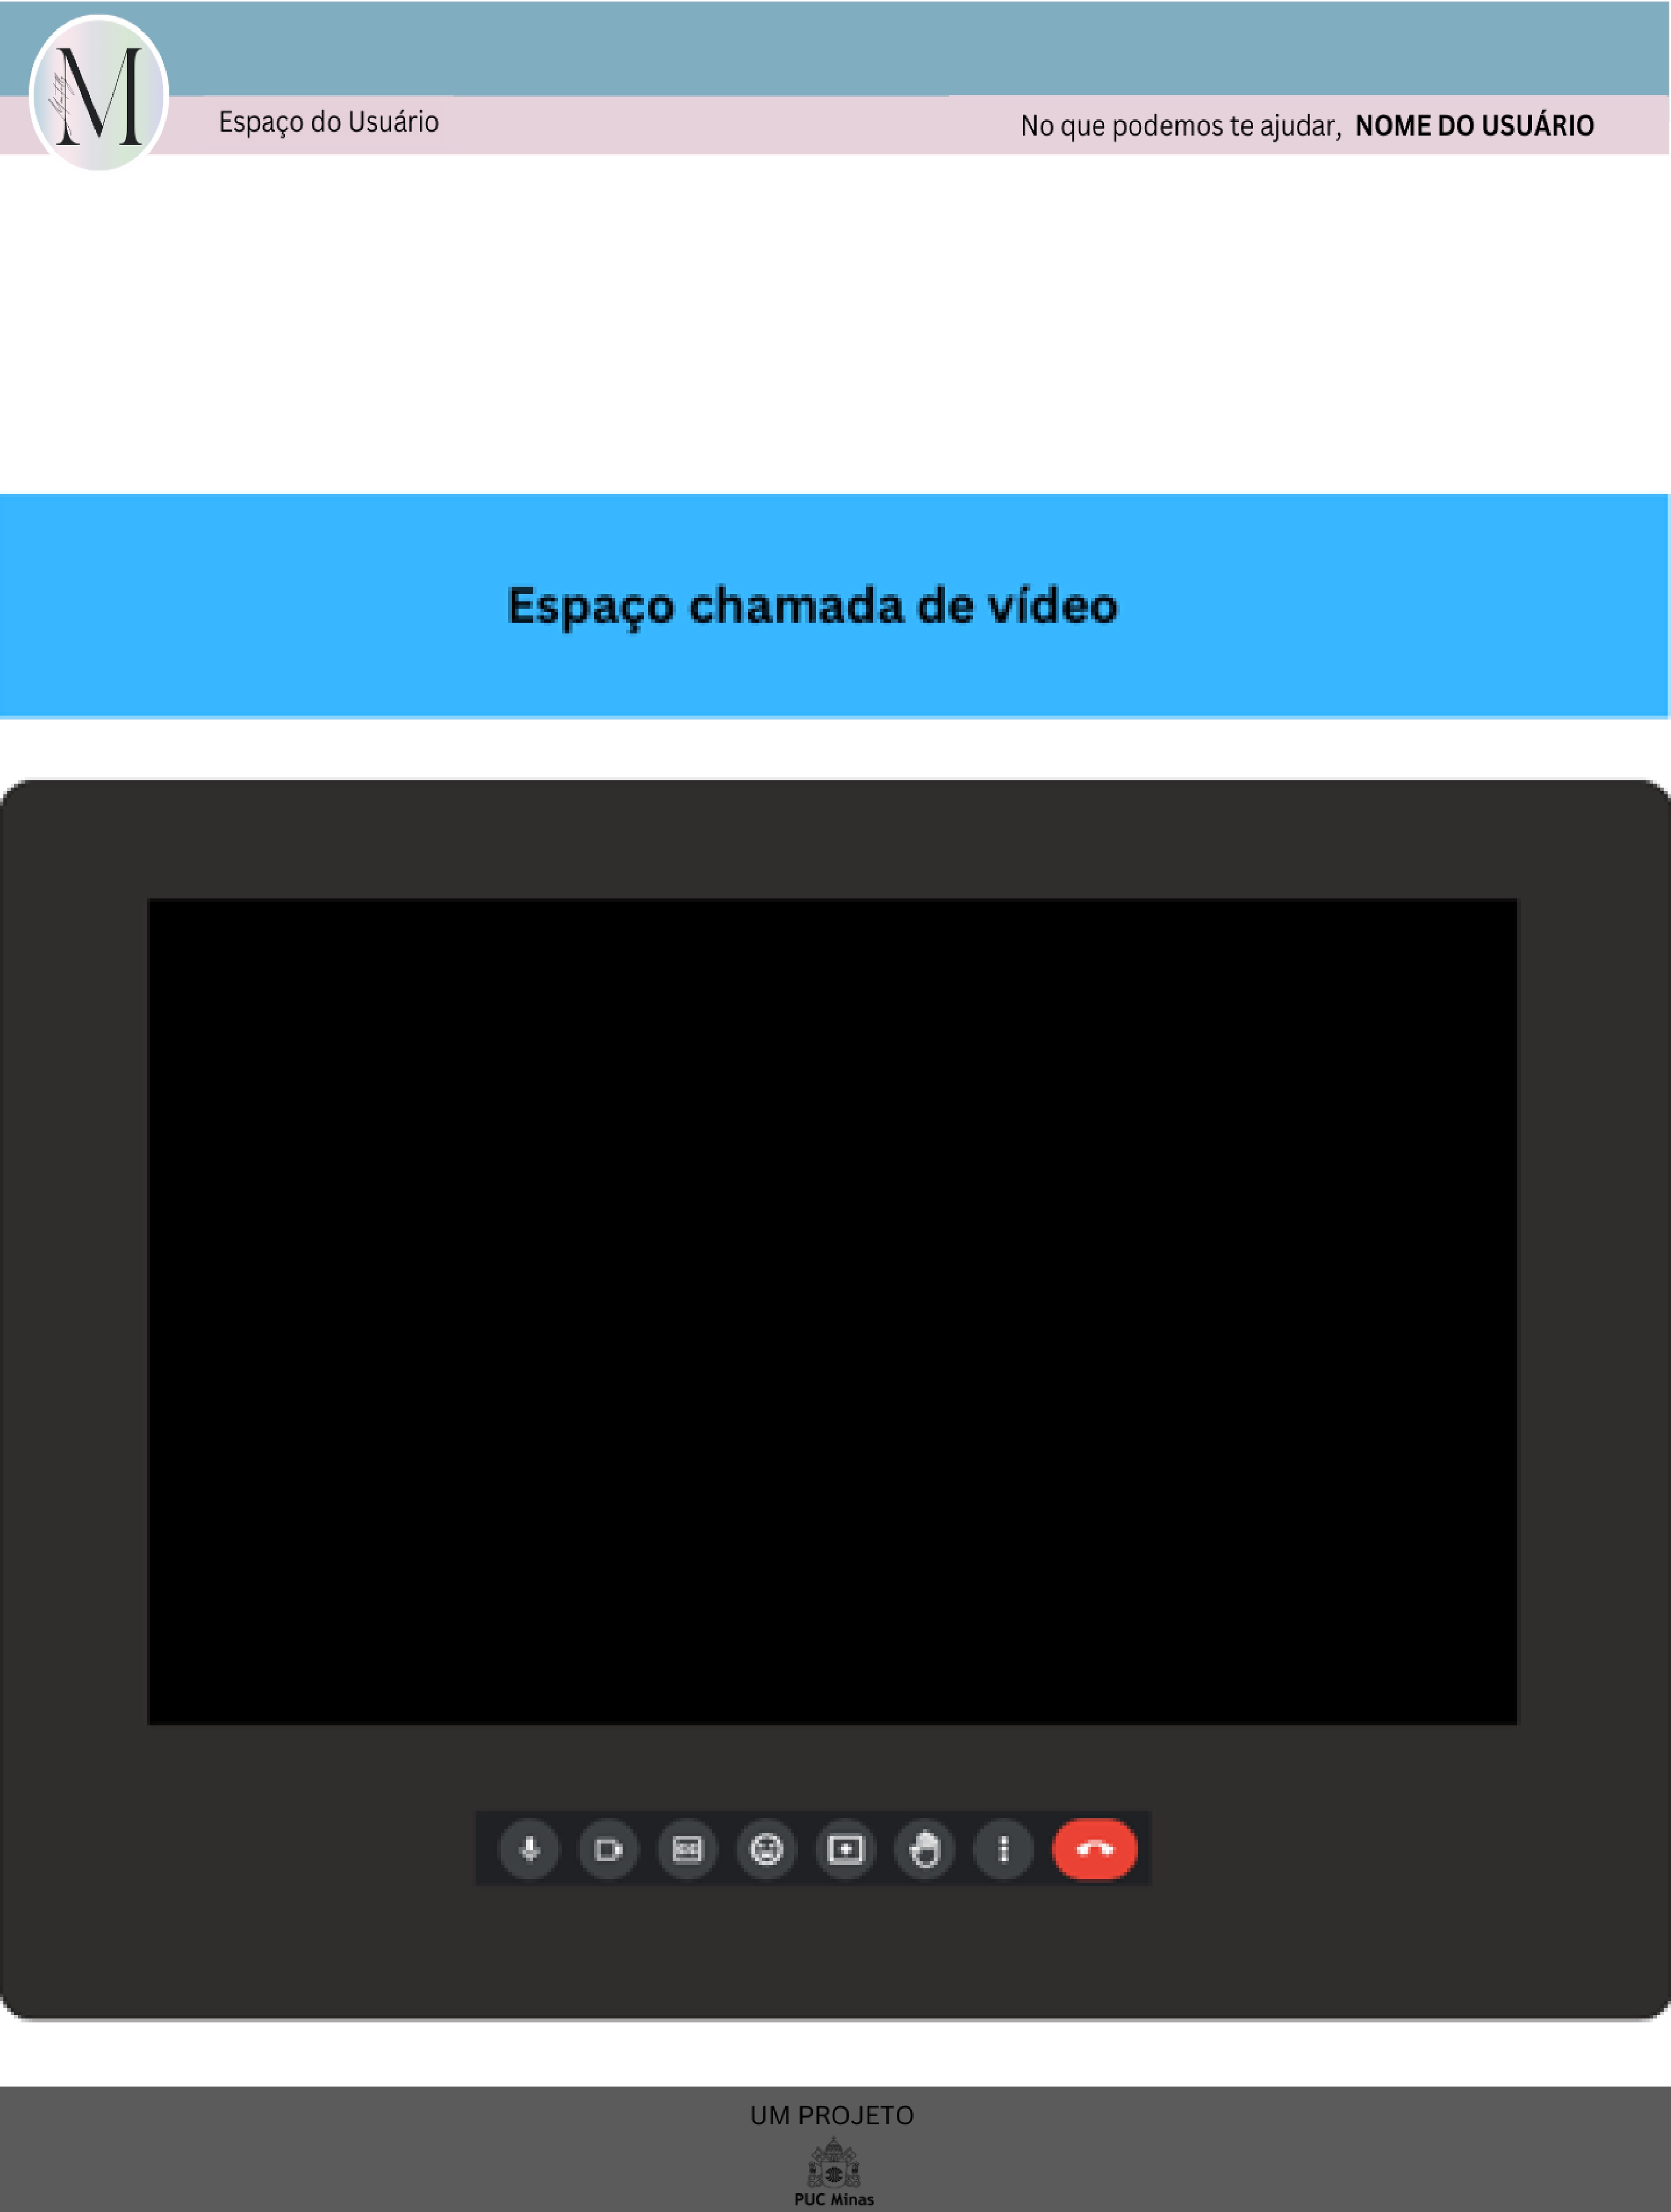 M
Espaço do Usuário
No que podemos te ajudar, NOME DO USUÁRIO
Espaço chamada de vídeo
UM PROJETO
PUC Minas